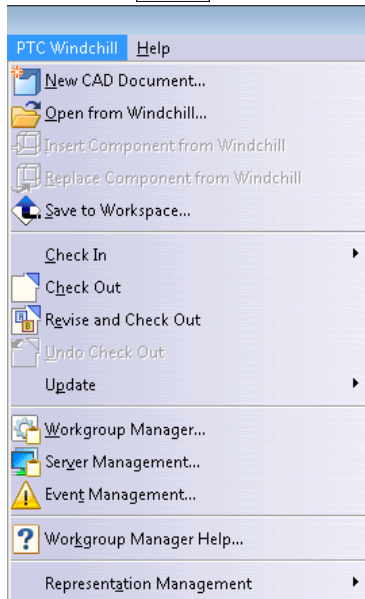 PTC Windchill Help
New CAD Document...
Open from Windchill...
Insert Component from Windchill
Replace Component from Windchill
Save to Workspace...
Check In
Check Out
Revise and Check Out
Undo Check Out
Update
Workgroup Manager...
Server Management...
Event Management...
Workgroup Manager Help...
Representation Management